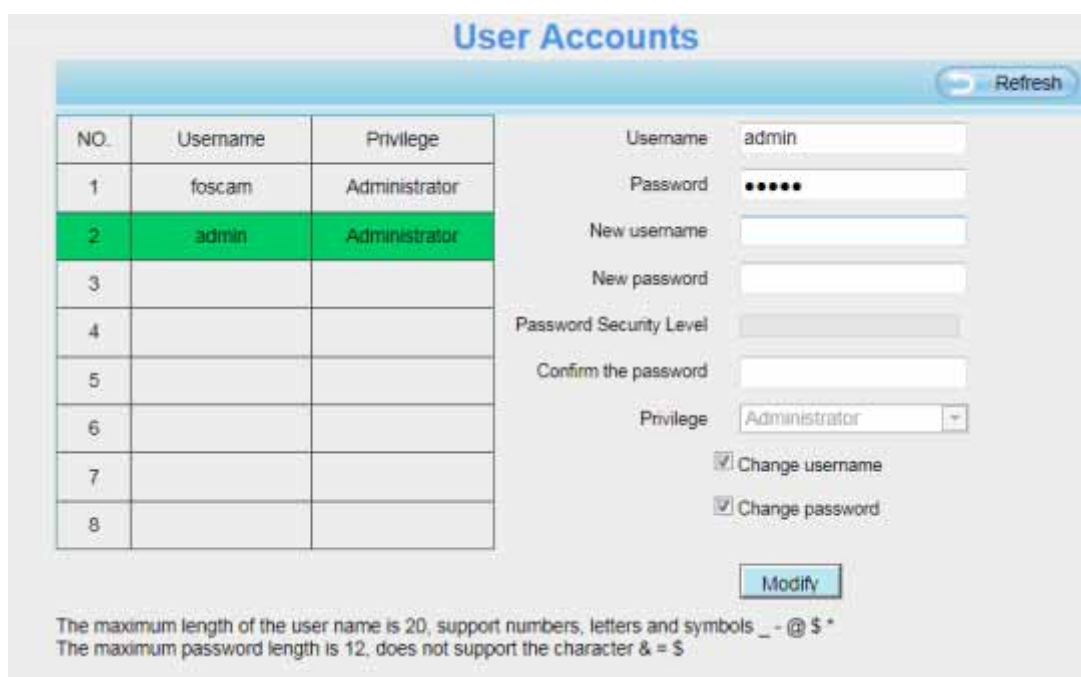 User Accounts
Refresh
NO. Username Privilege
1 foscam Administrator
2 admin Administrator
3
4
5
6
7
8
Username admin
Password •••••
New username
New password
Password Security Level
Confirm the password
Privilege Administrator
Change username
Change password
Modify
The maximum length of the user name is 20, support numbers, letters and symbols _ - @ $ *
The maximum password length is 12, does not support the character & = $